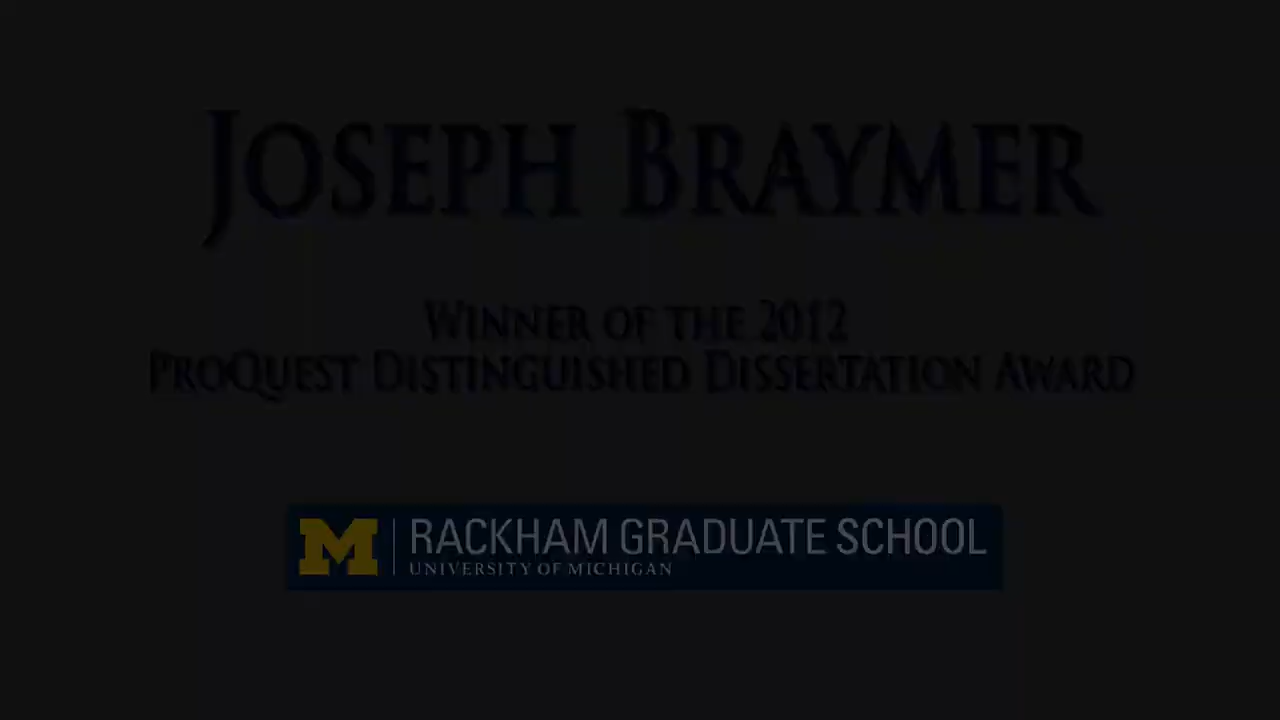 Joseph Braymer
Winner of the 2012
ProQuest Distinguished Dissertation Award
M RACKHAM GRADUATE SCHOOL
UNIVERSITY OF MICHIGAN